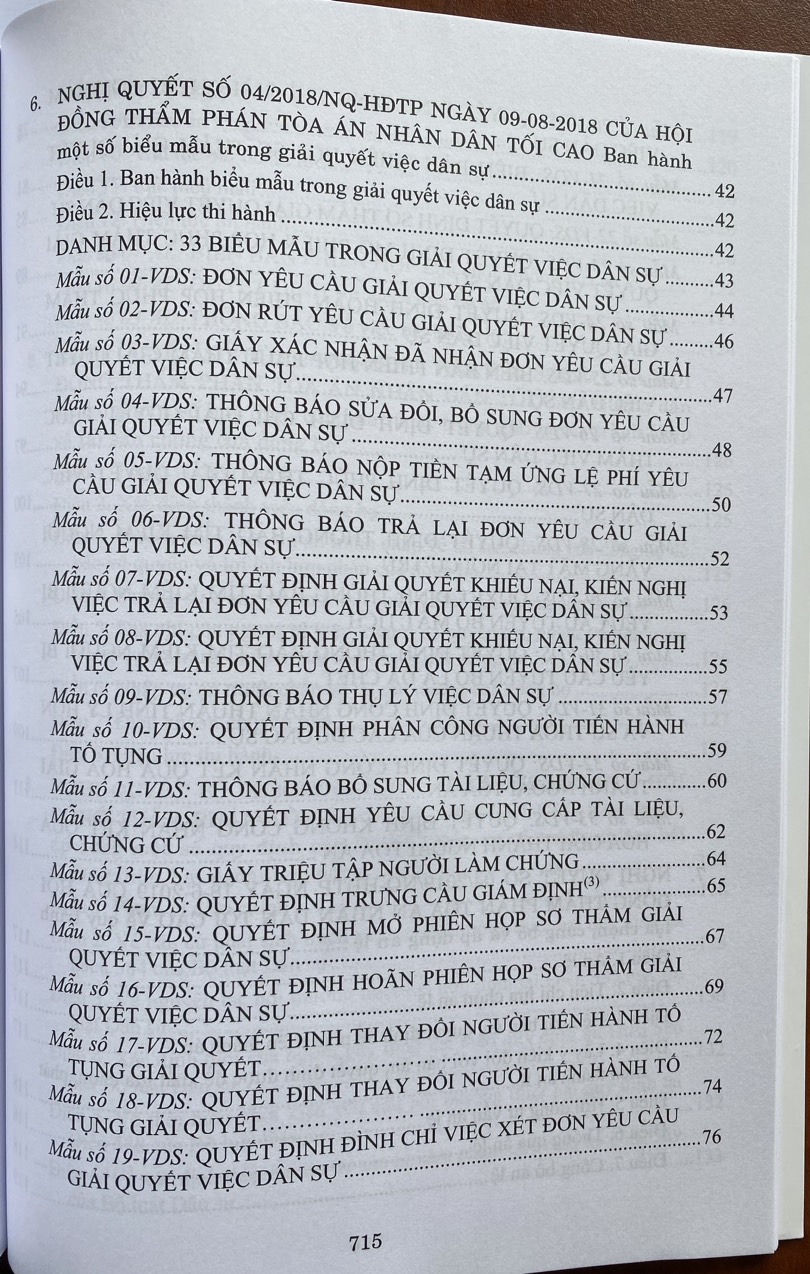 6. NGHỊ QUYẾT SỐ 04/2018/NQ-HĐTP NGÀY 09-08-2018 CỦA HỘI
ĐỒNG THẨM PHÁN TÒA ÁN NHÂN DÂN TỐI CAO Ban hành
một số biểu mẫu trong giải quyết việc dân sự..............................42
Điều 1. Ban hành biểu mẫu trong giải quyết việc dân sự ......................42
Điều 2. Hiệu lực thi hành ..............................................................42
DANH MỤC: 33 BIỂU MẪU TRONG GIẢI QUYẾT VIỆC DÂN SỰ ..........43
Mẫu số 01-VDS: ĐƠN YÊU CẦU GIẢI QUYẾT VIỆC DÂN SỰ ................44
Mẫu số 02-VDS: ĐƠN RÚT YÊU CẦU GIẢI QUYẾT VIỆC DÂN SỰ .........46
Mẫu số 03-VDS: GIẤY XÁC NHẬN ĐÃ NHẬN ĐƠN YÊU CẦU GIẢI
QUYẾT VIỆC DÂN SỰ..............................................................47
Mẫu số 04-VDS: THÔNG BÁO SỬA ĐỔI, BỔ SUNG ĐƠN YÊU CẦU
GIẢI QUYẾT VIỆC DÂN SỰ ......................................................48
Mẫu số 05-VDS: THÔNG BÁO NỘP TIỀN TẠM ỨNG LỆ PHÍ YÊU
CẦU GIẢI QUYẾT VIỆC DÂN SỰ..............................................50
Mẫu số 06-VDS: THÔNG BÁO TRẢ LẠI ĐƠN YÊU CẦU GIẢI
QUYẾT VIỆC DÂN SỰ..............................................................52
Mẫu số 07-VDS: QUYẾT ĐỊNH GIẢI QUYẾT KHIẾU NẠI, KIẾN NGHỊ
VIỆC TRẢ LẠI ĐƠN YÊU CẦU GIẢI QUYẾT VIỆC DÂN SỰ ..............53
Mẫu số 08-VDS: QUYẾT ĐỊNH GIẢI QUYẾT KHIẾU NẠI, KIẾN NGHỊ
VIỆC TRẢ LẠI ĐƠN YÊU CẦU GIẢI QUYẾT VIỆC DÂN SỰ ..............55
Mẫu số 09-VDS: THÔNG BÁO THỤ LÝ VIỆC DÂN SỰ ..........................57
Mẫu số 10-VDS: QUYẾT ĐỊNH PHÂN CÔNG NGƯỜI TIẾN HÀNH
TỐ TỤNG ................................................................................59
Mẫu số 11-VDS: THÔNG BÁO BỔ SUNG TÀI LIỆU, CHỨNG CỨ............60
Mẫu số 12-VDS: QUYẾT ĐỊNH YÊU CẦU CUNG CẤP TÀI LIỆU,
CHỨNG CỨ ............................................................................62
Mẫu số 13-VDS: GIẤY TRIỆU TẬP NGƯỜI LÀM CHỨNG......................64
Mẫu số 14-VDS: QUYẾT ĐỊNH TRƯNG CẦU GIÁM ĐỊNH(3)..................65
Mẫu số 15-VDS: QUYẾT ĐỊNH MỞ PHIÊN HỌP SƠ THẨM GIẢI
QUYẾT VIỆC DÂN SỰ..............................................................67
Mẫu số 16-VDS: QUYẾT ĐỊNH HOÃN PHIÊN HỌP SƠ THẨM GIẢI
QUYẾT VIỆC DÂN SỰ..............................................................69
Mẫu số 17-VDS: QUYẾT ĐỊNH THAY ĐỔI NGƯỜI TIẾN HÀNH TỐ
TỤNG GIẢI QUYẾT..................................................................72
Mẫu số 18-VDS: QUYẾT ĐỊNH THAY ĐỔI NGƯỜI TIẾN HÀNH TỐ
TỤNG GIẢI QUYẾT..................................................................74
Mẫu số 19-VDS: QUYẾT ĐỊNH ĐÌNH CHỈ VIỆC XÉT ĐƠN YÊU CẦU
GIẢI QUYẾT VIỆC DÂN SỰ ......................................................76
715